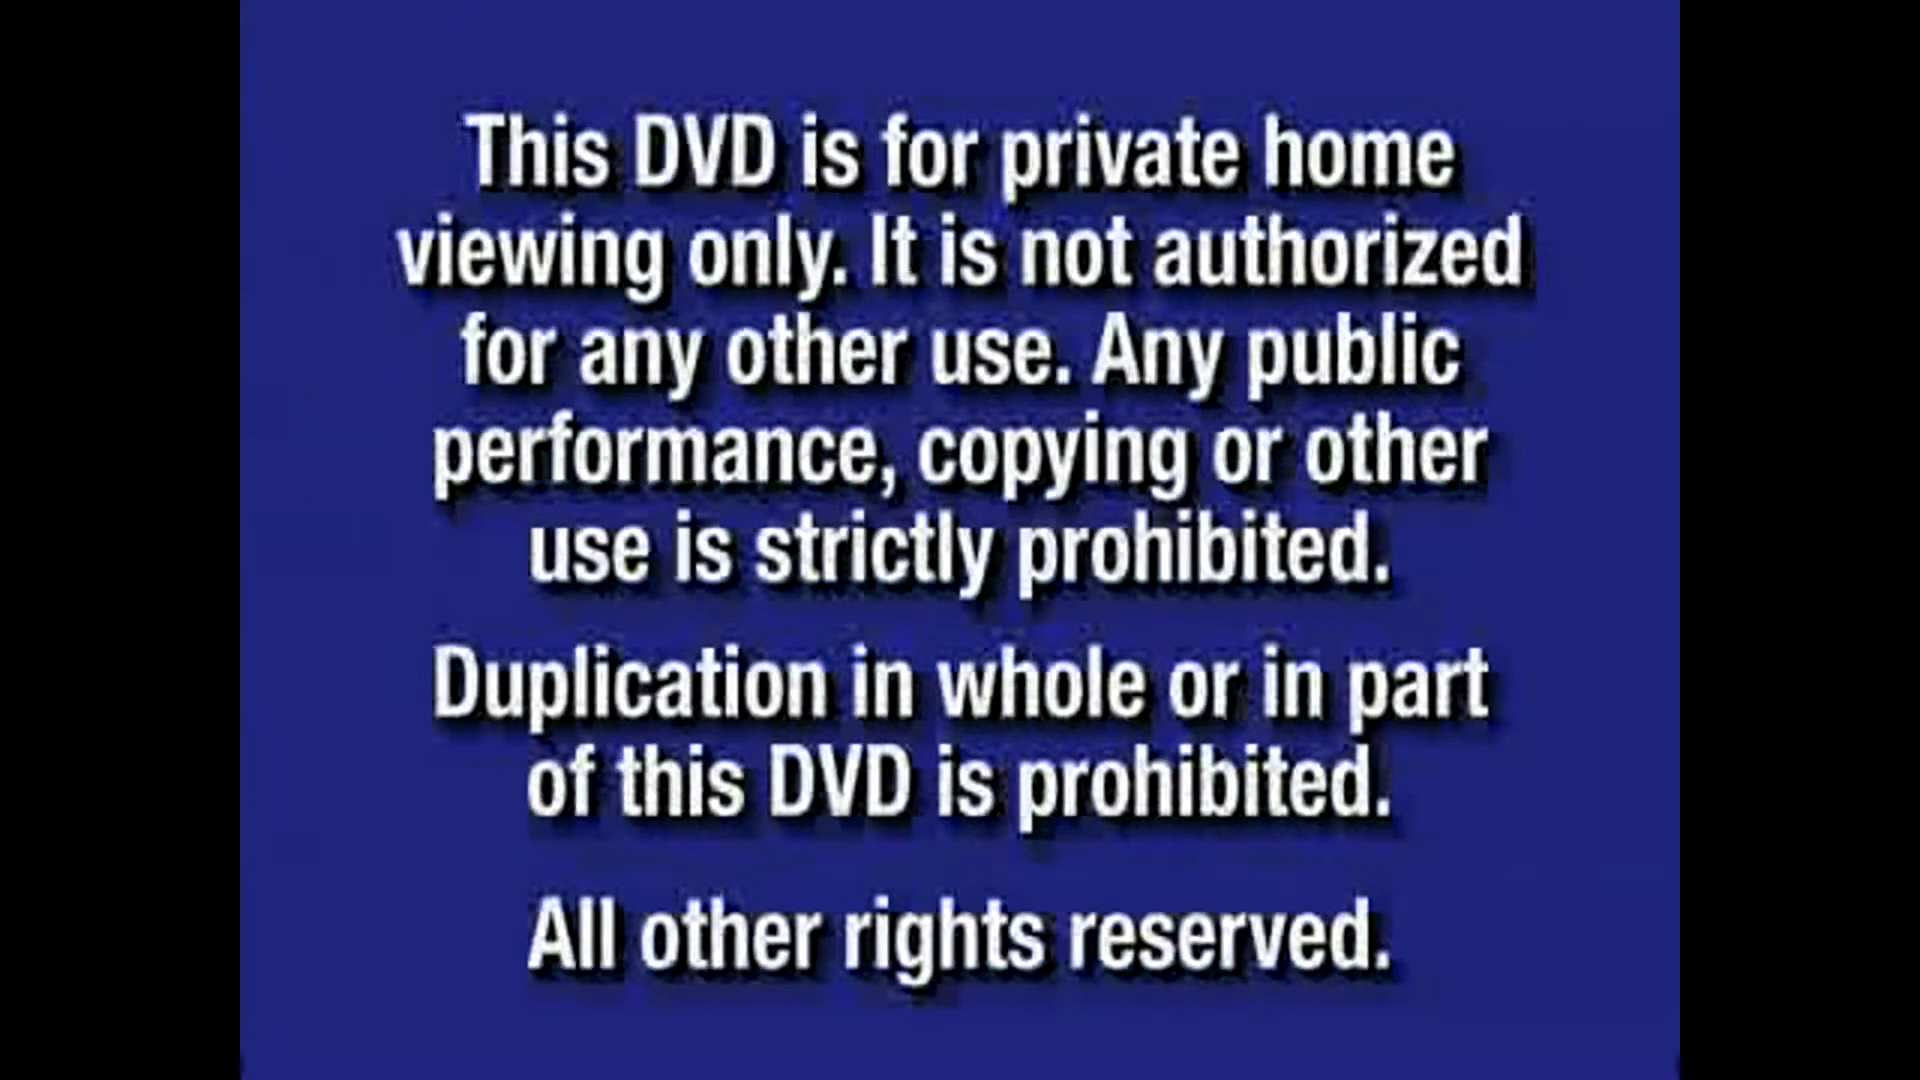 This DVD is for private home
viewing only. It is not authorized
for any other use. Any public
performance, copying or other
use is strictly prohibited.
Duplication in whole or in part
of this DVD is prohibited.
All other rights reserved.